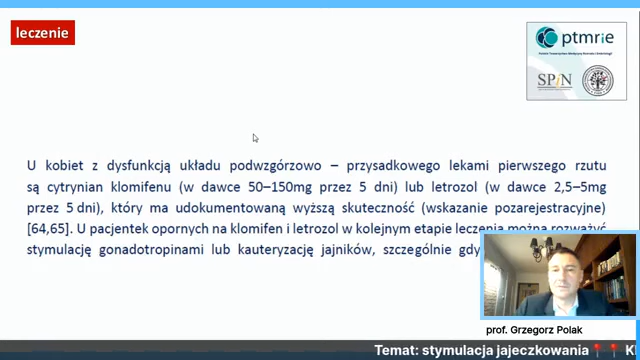 leczenie
ptmrie
SPiN
U kobiet z dysfunkcją układu podwzgórzowo – przysadkowego lekami pierwszego rzutu
są cytrynian klomifenu (w dawce 50–150mg przez 5 dni) lub letrozol (w dawce 2,5–5mg
przez 5 dni), który ma udokumentowaną wyższą skuteczność (wskazanie pozarejestracyjne)
[64,65]. U pacjentek opornych na klomifen i letrozol w kolejnym etapie leczenia można rozważyć
stymulację gonadotropinami lub kauteryzację jajników, szczególnie gdy
prof. Grzegorz Polak
Temat: stymulacja jajeczkowania📍📍 K